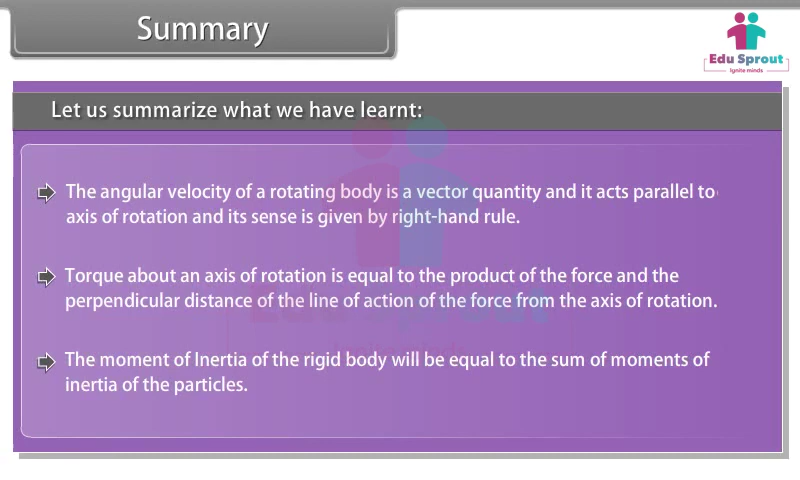 Summary
Edu Sprout
Ignite minds
Let us summarize what we have learnt:
The angular velocity of a rotating body is a vector quantity and it acts parallel to
axis of rotation and its sense is given by right-hand rule.
Torque about an axis of rotation is equal to the product of the force and the
perpendicular distance of the line of action of the force from the axis of rotation.
The moment of Inertia of the rigid body will be equal to the sum of moments of
inertia of the particles.
Edu Sprout
Ignite minds